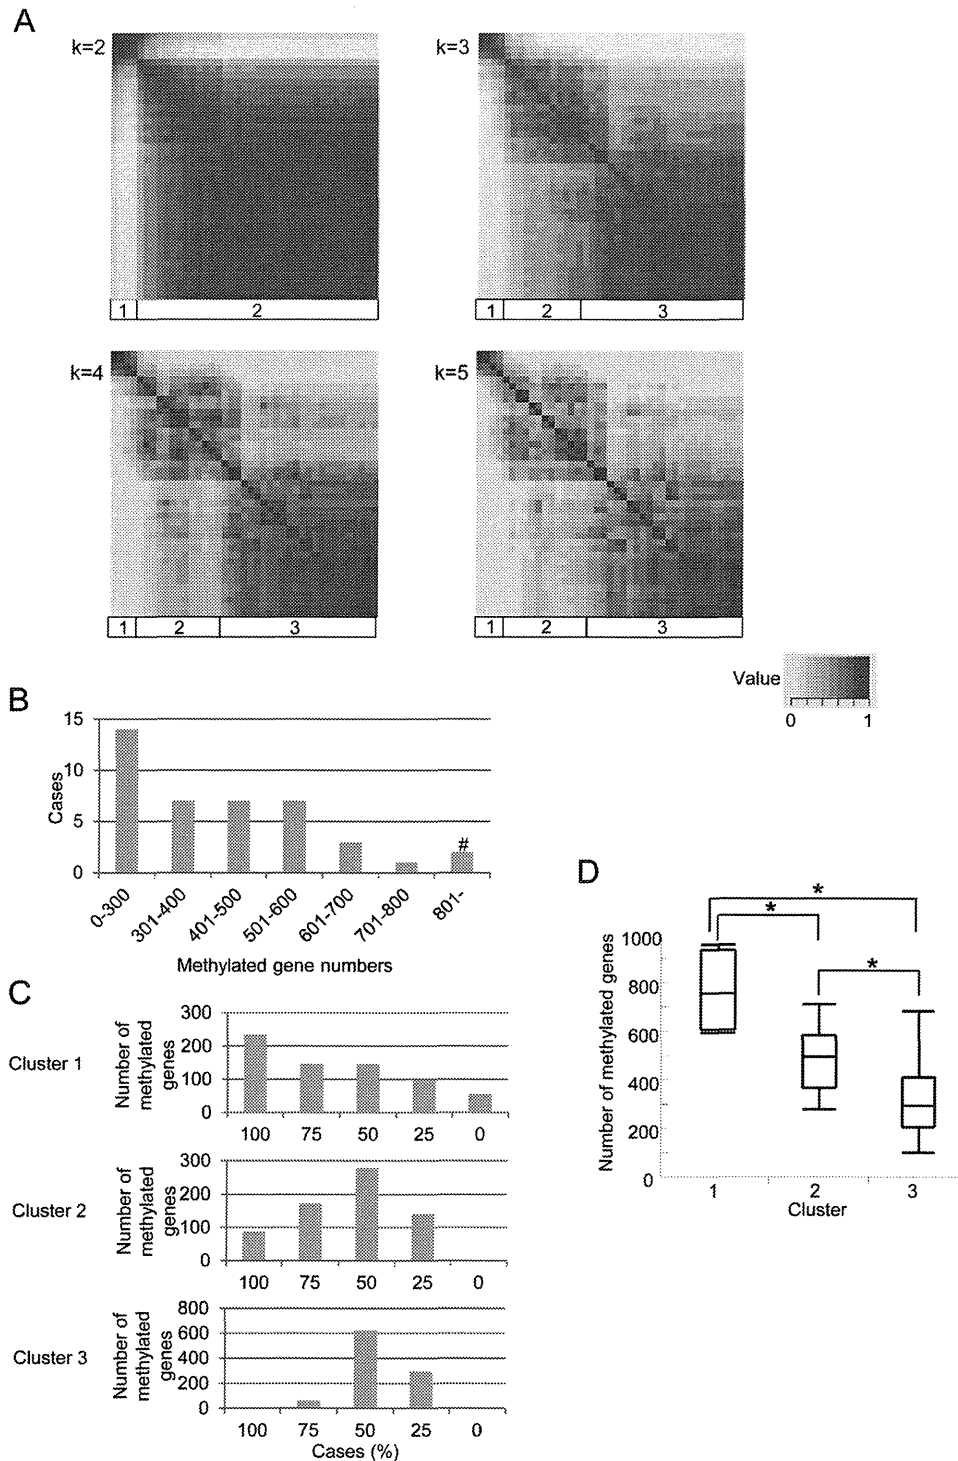 A
k=2
1 2
k=3
1 2 3
k=4
1 2 3
k=5
1 2 3
Value
0 1
B
15
10
5
0
Cases
#
0-300 301-400 401-500 501-600 601-700 701-800 801-
Methylated gene numbers
C
Cluster 1
Number of
methylated
genes
300
200
100
0
100 75 50 25 0
Cluster 2
Number of
methylated
genes
300
200
100
0
100 75 50 25 0
Cluster 3
Number of
methylated
genes
800
600
400
200
0
100 75 50 25 0
Cases (%)
D
*
*
*
Number of methylated genes
1000
800
600
400
200
0
1 2 3
Cluster